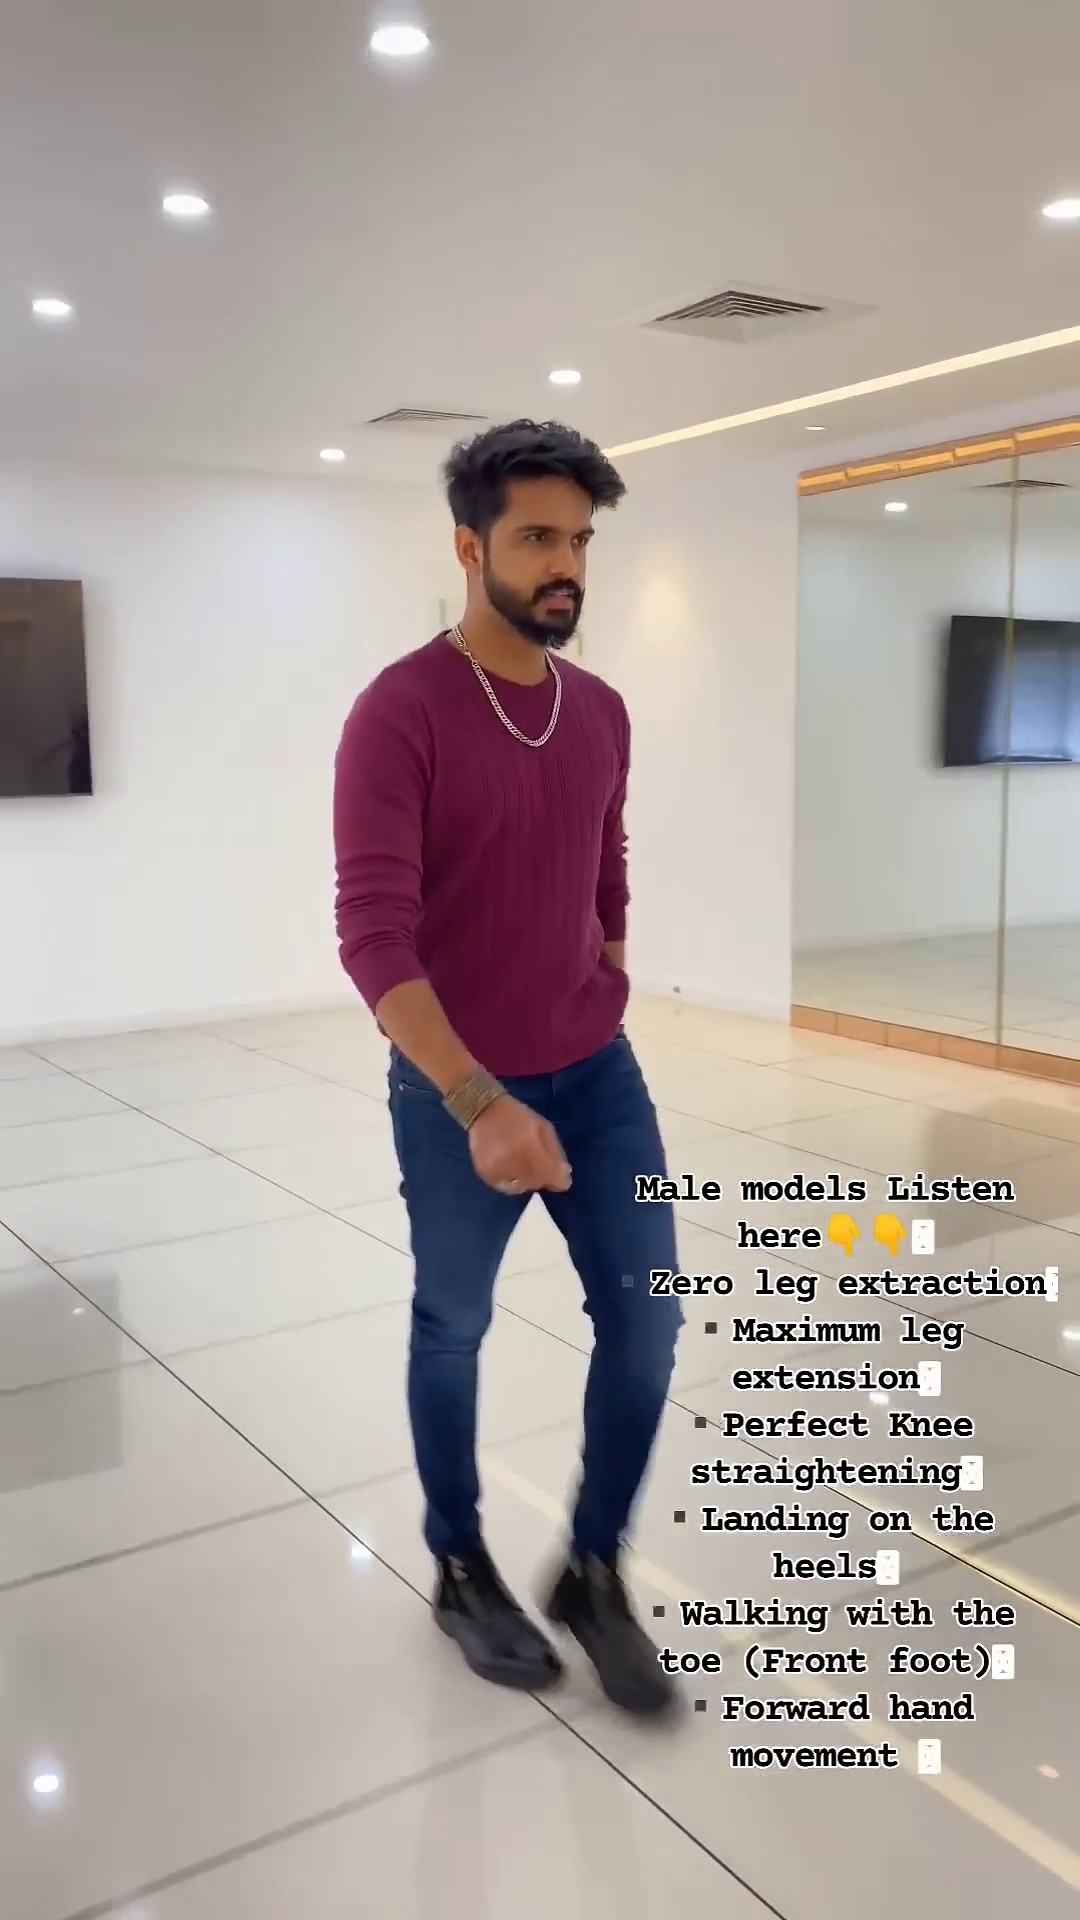 Male models Listen
here👇👇
▪️Zero leg extraction
▪️Maximum leg
extension
▪️Perfect Knee
straightening
▪️Landing on the
heels
▪️Walking with the
toe (Front foot)
▪️Forward hand
movement